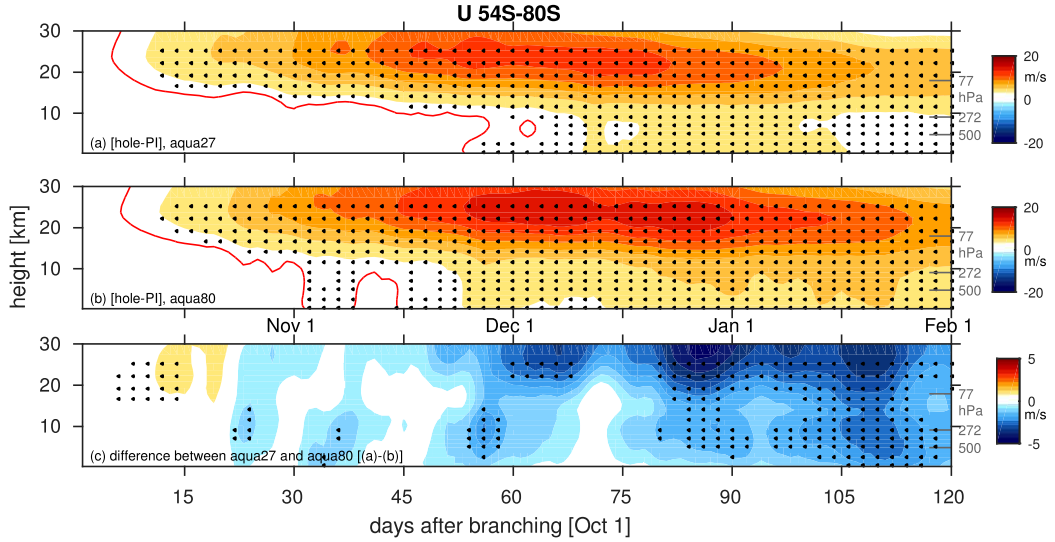 U 54S-80S
30
20
10
77
hPa
272
500
(a) [hole-PI], aqua27
20
m/s
0
-20
height [km]
30
20
10
77
hPa
272
500
(b) [hole-PI], aqua80
20
m/s
0
-20
Nov 1 Dec 1 Jan 1 Feb 1
30
20
10
77
hPa
272
500
(c) difference between aqua27 and aqua80 [(a)-(b)]
5
m/s
0
-5
15 30 45 60 75 90 105 120
days after branching [Oct 1]